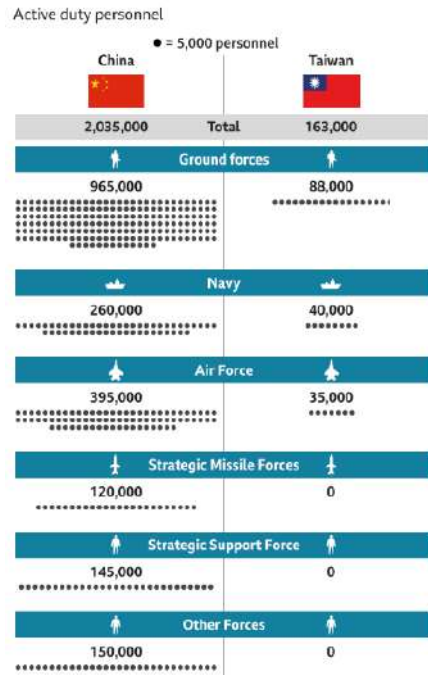 Active duty personnel
● = 5,000 personnel
China Taiwan
2,035,000 Total 163,000
Ground forces
965,000 88,000
Navy
260,000 40,000
Air Force
395,000 35,000
Strategic Missile Forces
120,000 0
Strategic Support Force
145,000 0
Other Forces
150,000 0